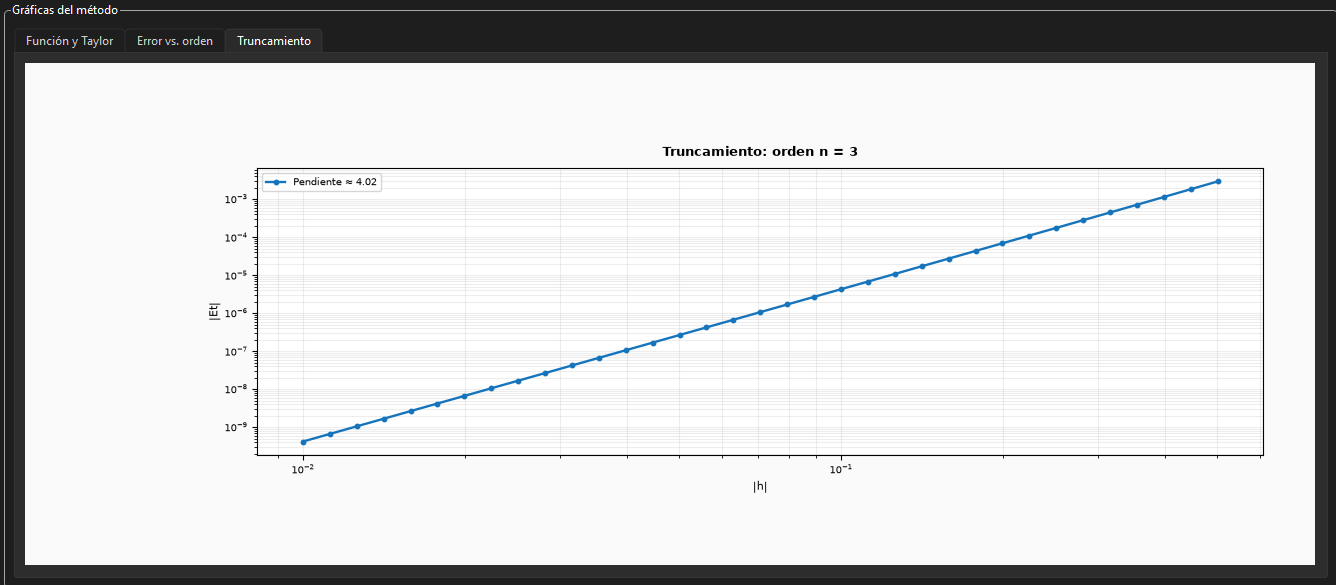 Gráficas del método
Función y Taylor
Error vs. orden
Truncamiento
Truncamiento: orden n = 3
Pendiente ≈ 4.02
10⁻³
10⁻⁴
10⁻⁵
10⁻⁶
10⁻⁷
10⁻⁸
10⁻⁹
|Et|
10⁻²
10⁻¹
|h|